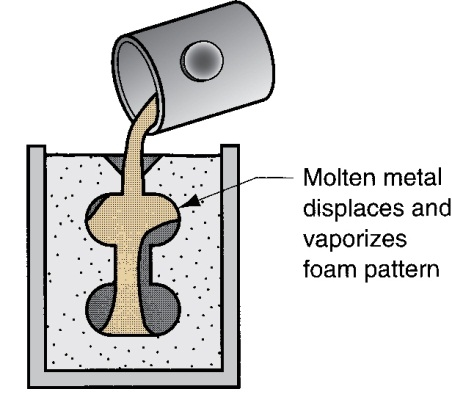 Molten metal
displaces and
vaporizes
foam pattern